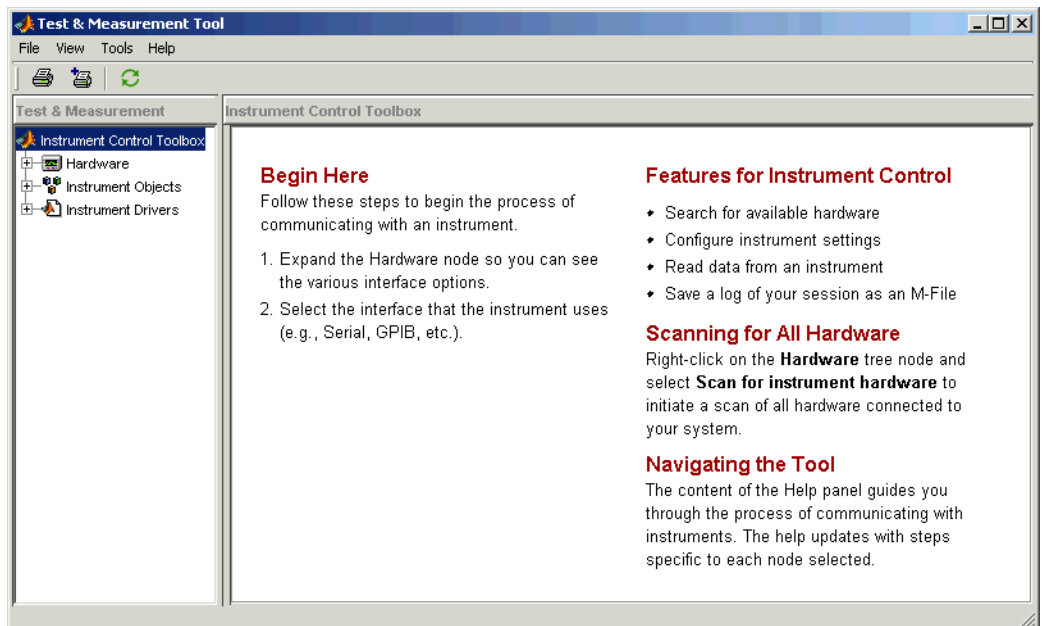 Test & Measurement Tool
File View Tools Help
Test & Measurement
Instrument Control Toolbox
Instrument Control Toolbox
Hardware
Instrument Objects
Instrument Drivers
Begin Here
Follow these steps to begin the process of
communicating with an instrument.
1. Expand the Hardware node so you can see
the various interface options.
2. Select the interface that the instrument uses
(e.g., Serial, GPIB, etc.).
Features for Instrument Control
• Search for available hardware
• Configure instrument settings
• Read data from an instrument
• Save a log of your session as an M-File
Scanning for All Hardware
Right-click on the Hardware tree node and
select Scan for instrument hardware to
initiate a scan of all hardware connected to
your system.
Navigating the Tool
The content of the Help panel guides you
through the process of communicating with
instruments. The help updates with steps
specific to each node selected.